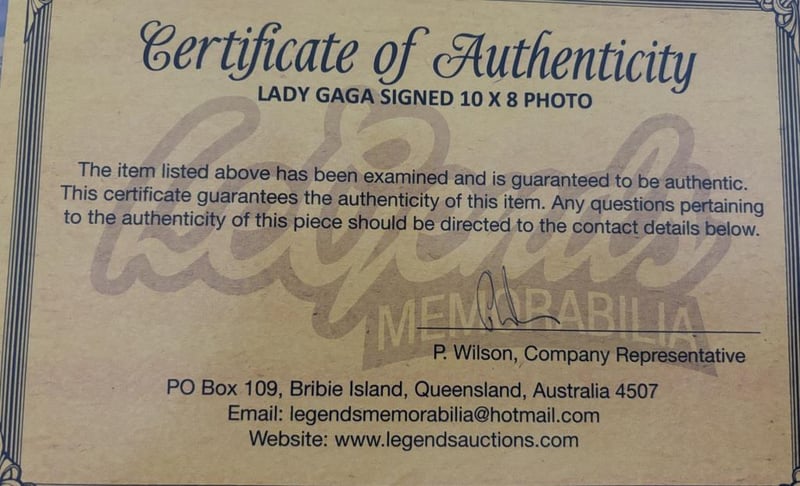 Certificate of Authenticity
LADY GAGA SIGNED 10 X 8 PHOTO
Legends
The item listed above has been examined and is guaranteed to be authentic.
This certificate guarantees the authenticity of this item. Any questions pertaining
to the authenticity of this piece should be directed to the contact details below.
MEMORABILIA
P. Wilson, Company Representative
PO Box 109, Bribie Island, Queensland, Australia 4507
Email: legendsmemorabilia@hotmail.com
Website: www.legendsauctions.com